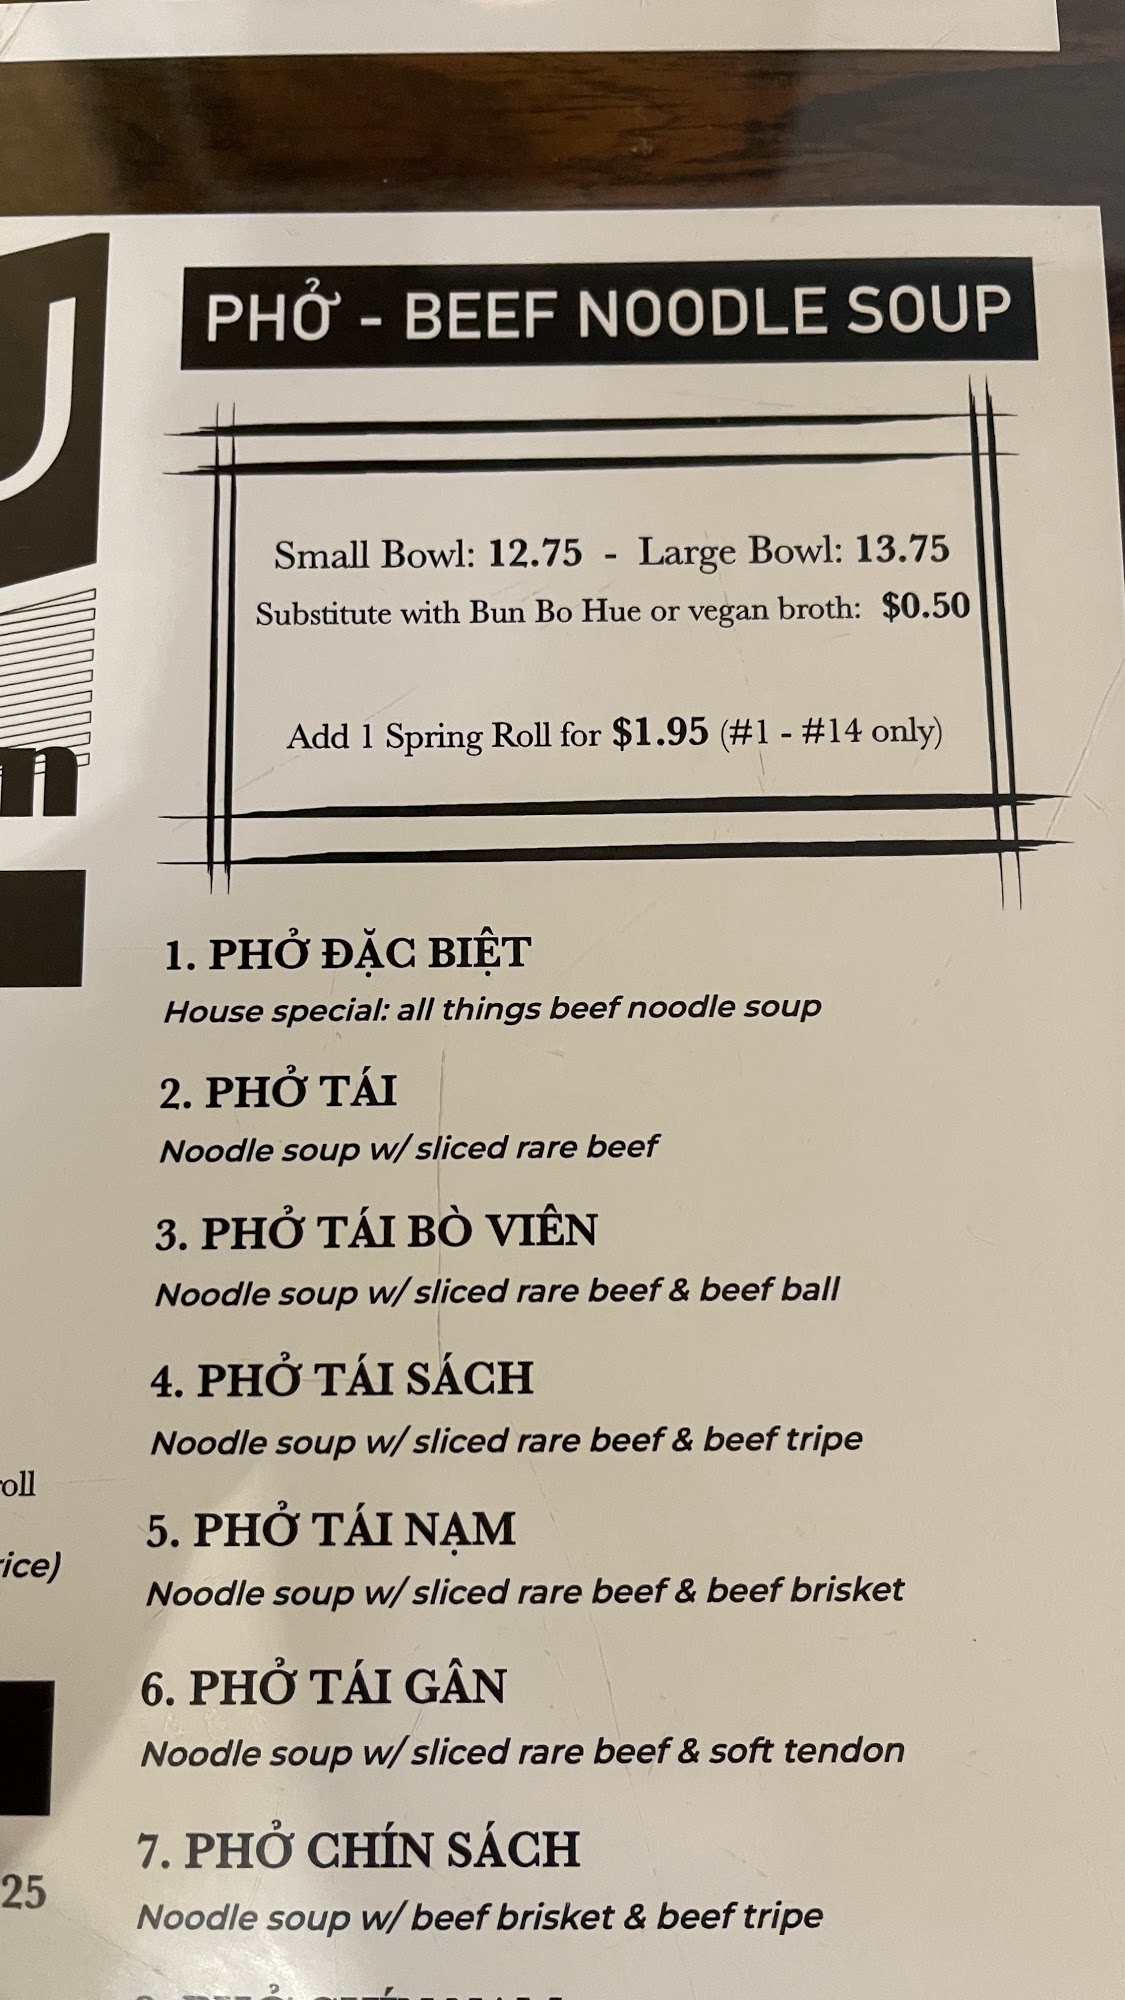 PHỞ - BEEF NOODLE SOUP
Small Bowl: 12.75 - Large Bowl: 13.75
Substitute with Bun Bo Hue or vegan broth: $0.50
Add 1 Spring Roll for $1.95 (#1 - #14 only)
1. PHỞ ĐẶC BIỆT
House special: all things beef noodle soup
2. PHỞ TÁI
Noodle soup w/ sliced rare beef
3. PHỞ TÁI BÒ VIÊN
Noodle soup w/ sliced rare beef & beef ball
4. PHỞ TÁI SÁCH
Noodle soup w/ sliced rare beef & beef tripe
5. PHỞ TÁI NẠM
Noodle soup w/ sliced rare beef & beef brisket
6. PHỞ TÁI GÂN
Noodle soup w/ sliced rare beef & soft tendon
7. PHỞ CHÍN SÁCH
Noodle soup w/ beef brisket & beef tripe
U
n
oll
rice)
25